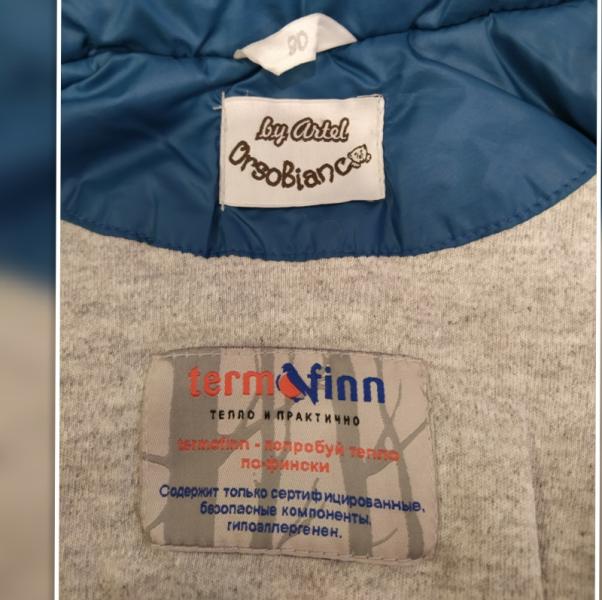 80
by Artel
OrsoBianco
termofinn
ТЕПЛО И ПРАКТИЧНО
termofinn - попробуй тепло
по-фински
Содержит только сертифицированные,
безопасные компоненты,
гипоаллергенен.